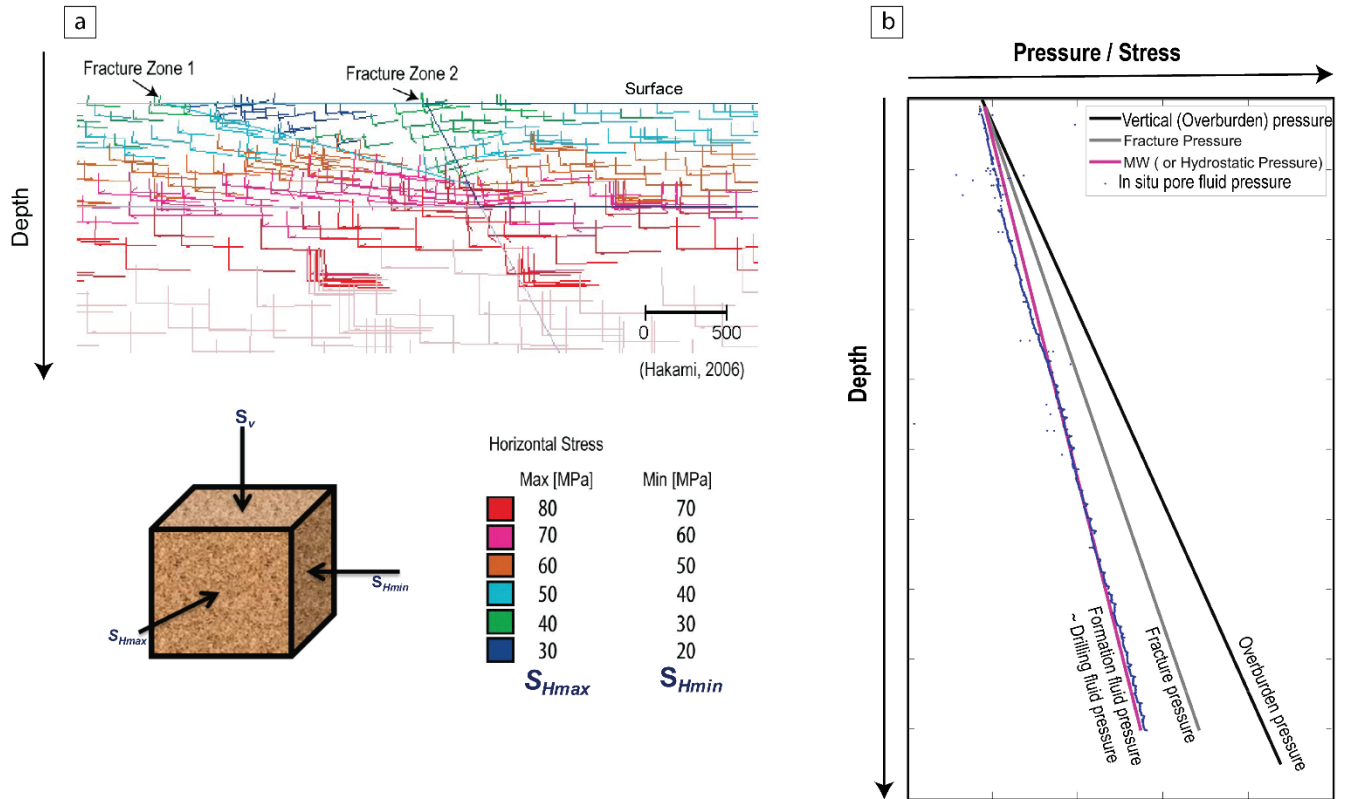 a
Fracture Zone 1
Fracture Zone 2
Surface
Depth
0 500
(Hakami, 2006)
Sv
SHmin
SHmax
Horizontal Stress
Max [MPa] Min [MPa]
80 70
70 60
60 50
50 40
40 30
30 20
SHmax SHmin
b
Pressure / Stress
Depth
Vertical (Overburden) pressure
Fracture Pressure
MW ( or Hydrostatic Pressure)
In situ pore fluid pressure
Formation fluid pressure
~ Drilling fluid pressure
Fracture pressure
Overburden pressure